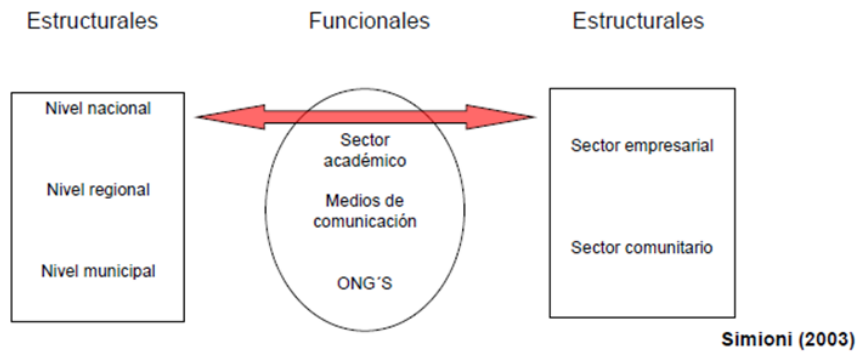 Estructurales
Funcionales
Estructurales
Nivel nacional
Nivel regional
Nivel municipal
Sector
académico
Medios de
comunicación
ONG´S
Sector empresarial
Sector comunitario
Simioni (2003)